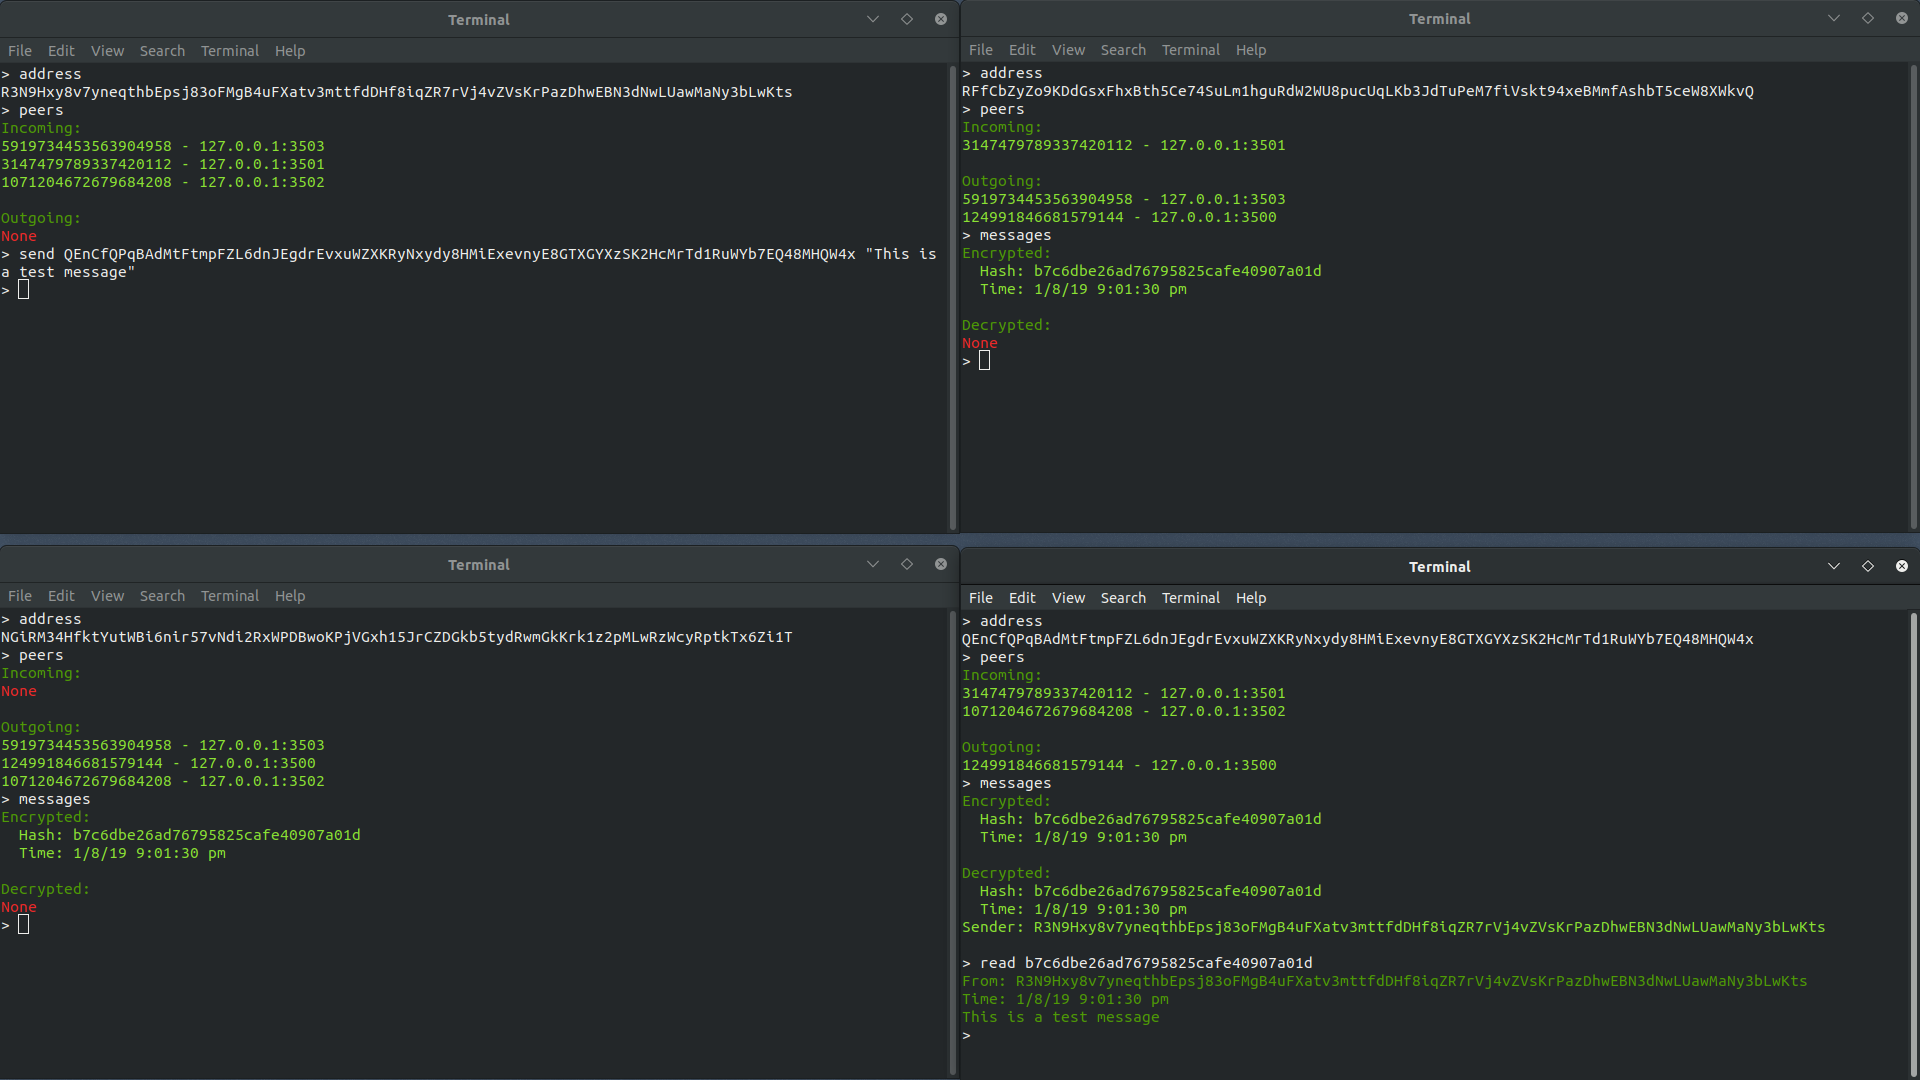 Terminal
File Edit View Search Terminal Help
> address
R3N9Hxy8v7yneqthbEpsj83oFMgB4uFXatv3mttfdDHf8iqZR7rVj4vZVsKrPazDhwEBN3dNwLUawMaNy3bLwKts
> peers
Incoming:
5919734453563904958 - 127.0.0.1:3503
3147479789337420112 - 127.0.0.1:3501
1071204672679684208 - 127.0.0.1:3502
Outgoing:
None
> send QEnCfQPqBAdMtFtmpFZL6dnJEgdrEvxuWZXKRyNxydy8HMiExevnyE8GTXGYXzSK2HcMrTd1RuWYb7EQ48MHQW4x "This is
a test message"
>
Terminal
File Edit View Search Terminal Help
> address
RFfCbZyZo9KDdGsxFhxBth5Ce74SuLm1hguRdW2WU8pucUqLKb3JdTuPeM7fiVskt94xeBMmfAshbT5ceW8XWkvQ
> peers
Incoming:
3147479789337420112 - 127.0.0.1:3501
Outgoing:
5919734453563904958 - 127.0.0.1:3503
124991846681579144 - 127.0.0.1:3500
> messages
Encrypted:
Hash: b7c6dbe26ad76795825cafe40907a01d
Time: 1/8/19 9:01:30 pm
Decrypted:
None
>
Terminal
File Edit View Search Terminal Help
> address
NGiRM34HfktYutWBi6nir57vNdi2RxWPDBwoKPjVGxh15JrCZDGkb5tydRwmGkKrk1z2pMLwRzWcyRptkTx6Zi1T
> peers
Incoming:
None
Outgoing:
5919734453563904958 - 127.0.0.1:3503
124991846681579144 - 127.0.0.1:3500
1071204672679684208 - 127.0.0.1:3502
> messages
Encrypted:
Hash: b7c6dbe26ad76795825cafe40907a01d
Time: 1/8/19 9:01:30 pm
Decrypted:
None
>
Terminal
File Edit View Search Terminal Help
> address
QEnCfQPqBAdMtFtmpFZL6dnJEgdrEvxuWZXKRyNxydy8HMiExevnyE8GTXGYXzSK2HcMrTd1RuWYb7EQ48MHQW4x
> peers
Incoming:
3147479789337420112 - 127.0.0.1:3501
1071204672679684208 - 127.0.0.1:3502
Outgoing:
124991846681579144 - 127.0.0.1:3500
> messages
Encrypted:
Hash: b7c6dbe26ad76795825cafe40907a01d
Time: 1/8/19 9:01:30 pm
Decrypted:
Hash: b7c6dbe26ad76795825cafe40907a01d
Time: 1/8/19 9:01:30 pm
Sender: R3N9Hxy8v7yneqthbEpsj83oFMgB4uFXatv3mttfdDHf8iqZR7rVj4vZVsKrPazDhwEBN3dNwLUawMaNy3bLwKts
> read b7c6dbe26ad76795825cafe40907a01d
From: R3N9Hxy8v7yneqthbEpsj83oFMgB4uFXatv3mttfdDHf8iqZR7rVj4vZVsKrPazDhwEBN3dNwLUawMaNy3bLwKts
Time: 1/8/19 9:01:30 pm
This is a test message
>